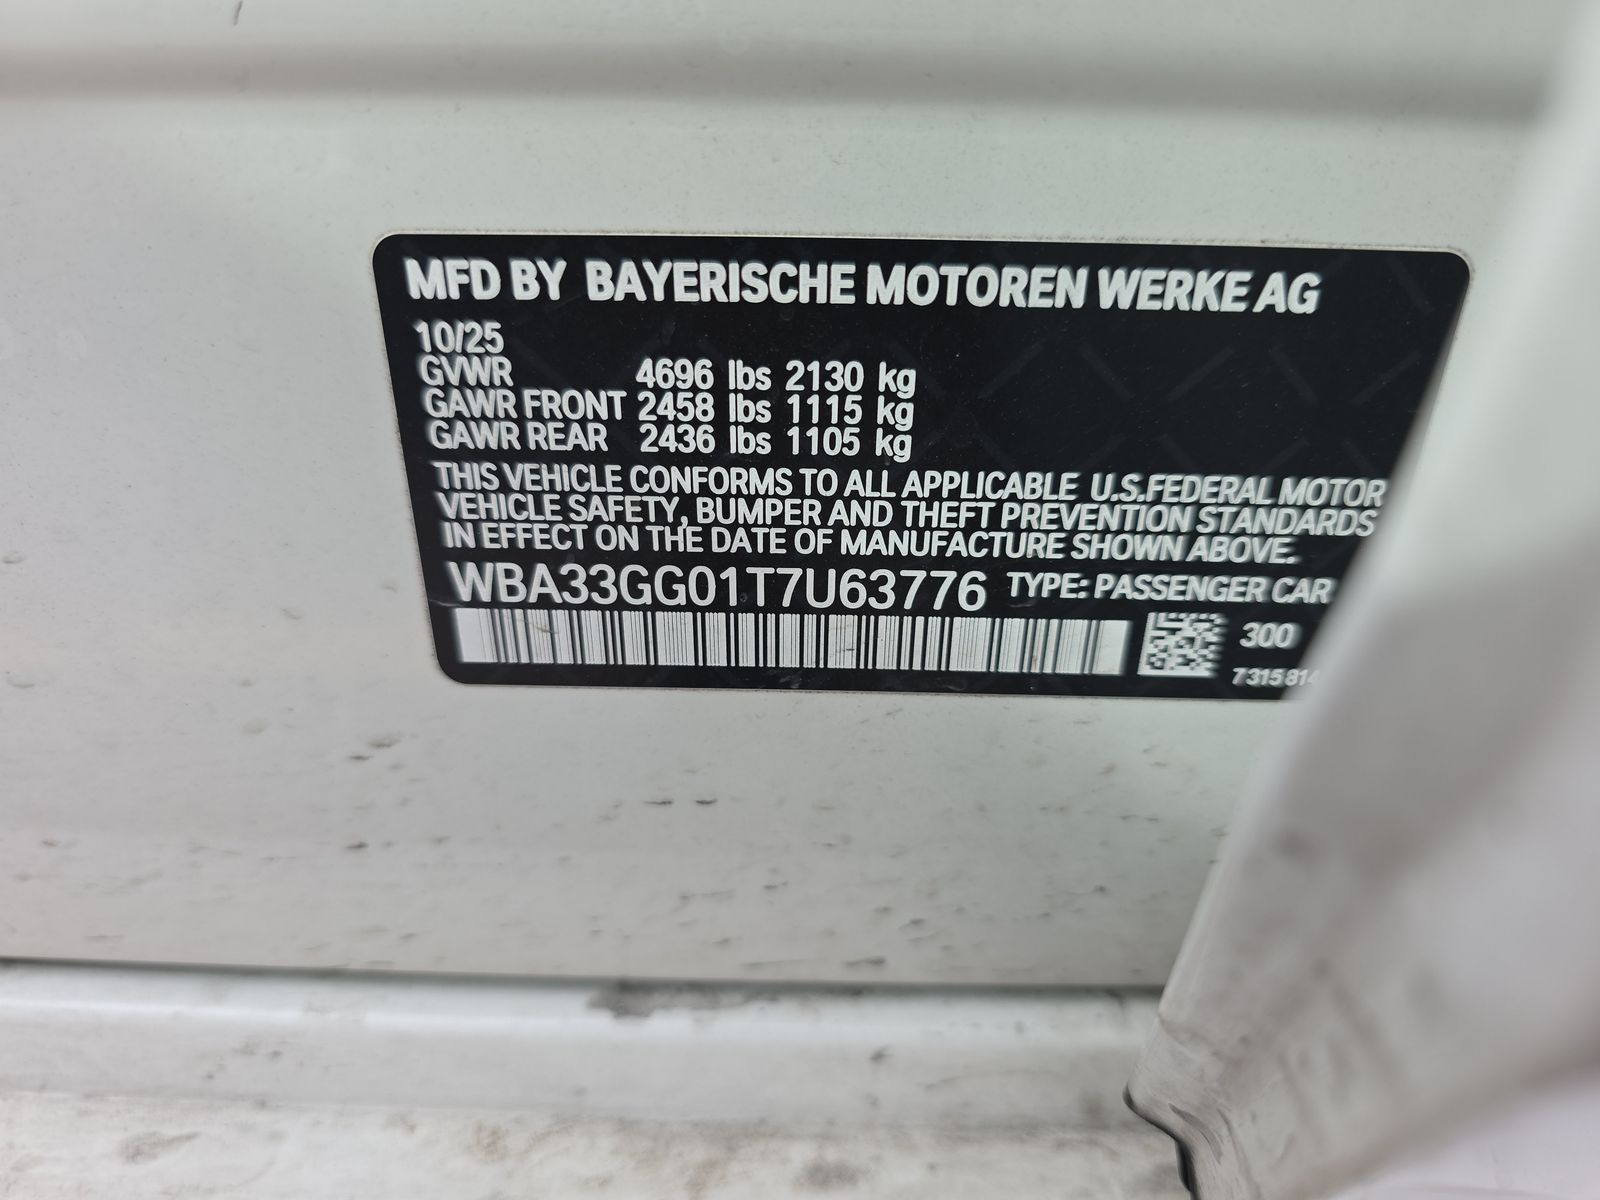 MFD BY BAYERISCHE MOTOREN WERKE AG
10/25
GVWR 4696 lbs 2130 kg
GAWR FRONT 2458 lbs 1115 kg
GAWR REAR 2436 lbs 1105 kg
THIS VEHICLE CONFORMS TO ALL APPLICABLE U.S.FEDERAL MOTOR
VEHICLE SAFETY, BUMPER AND THEFT PREVENTION STANDARDS
IN EFFECT ON THE DATE OF MANUFACTURE SHOWN ABOVE.
WBA33GG01T7U63776 TYPE: PASSENGER CAR
300